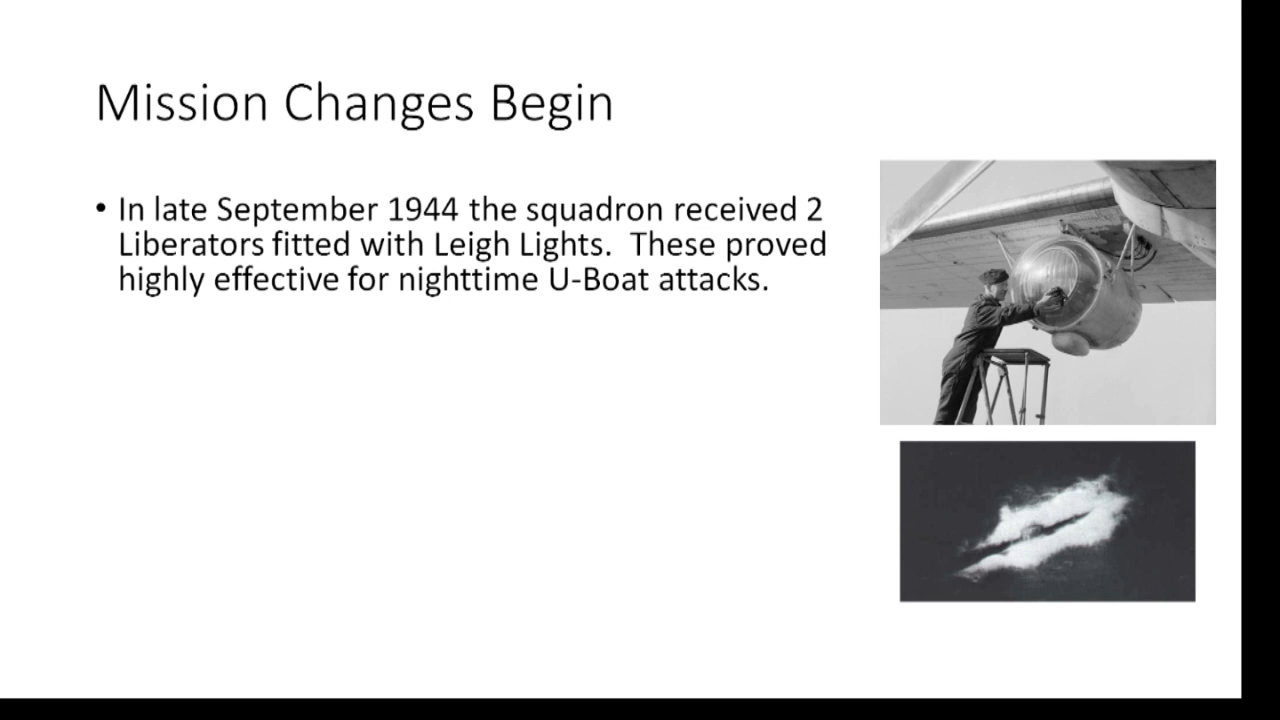 Mission Changes Begin
• In late September 1944 the squadron received 2
Liberators fitted with Leigh Lights.  These proved
highly effective for nighttime U-Boat attacks.